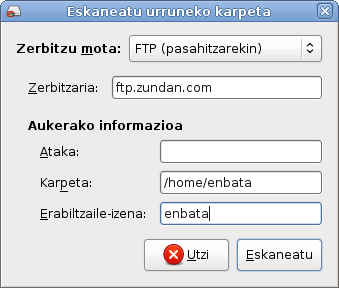 Eskaneatu urruneko karpeta
Zerbitzu mota: FTP (pasahitzarekin)
Zerbitzaria: ftp.zundan.com
Aukerako informazioa
Ataka:
Karpeta: /home/enbata
Erabiltzaile-izena: enbata
Utzi Eskaneatu